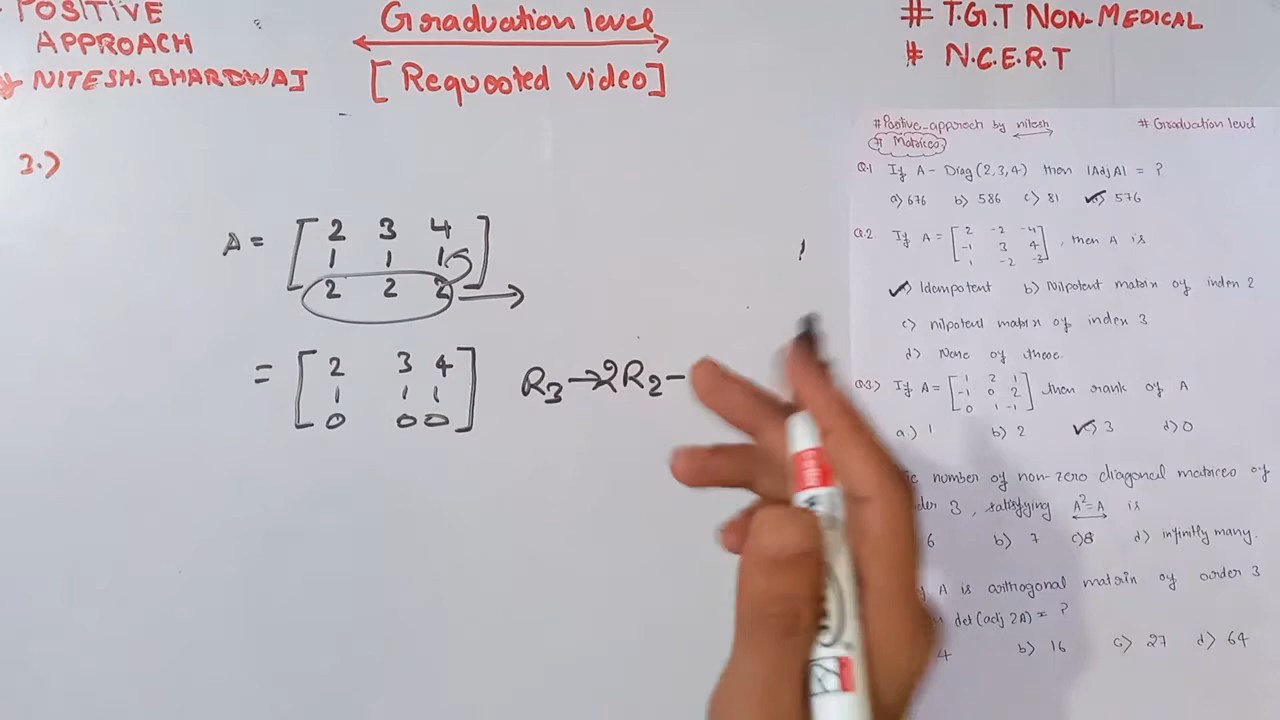 POSITIVE
APPROACH
NITESH. BHARDWAJ
Graduation level
[Requested video]
# T.G.T NON-MEDICAL
# N.C.E.R.T
3.)
A = [2 3 4
1 1 1
2 2 2]
= [2 3 4
1 1 1
0 0 0] R3→2R2-
#Positive_approach by nitesh # Graduation level
# Matrices
Q.1 If A- Diag(2,3,4) then |AdjA| = ?
a) 676 b) 586 c) 81 d) 576
Q.2 If A = [2 -2 -4
-1 3 4
1 -2 -3], then A is
a) Idempotent b) Nilpotent matrix of index 2
c) nilpotent matrix of index 3
d) None of these.
Q.3) If A = [1 2 1
-1 0 2
0 1 -1] then rank of A
a.) 1 b) 2 c) 3 d) 0
number of non-zero diagonal matrices of
der 3, satisfying A²=A is
6 b) 7 c) 8 d) infinitly many.
A is orthogonal matrix of order 3
det(adj 2A) = ?
4 b) 16 c) 27 d) 64